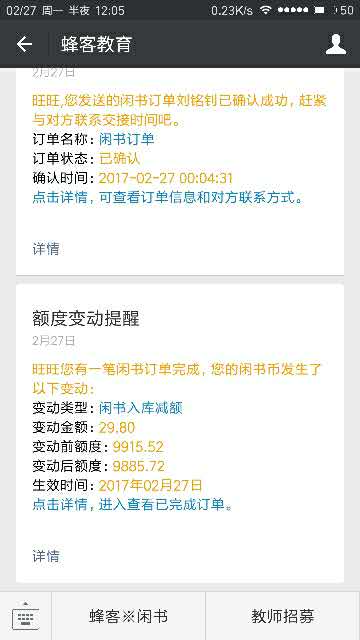 02/27 周一 半夜 12:05
0.23K/s
50
蜂客教育
2月27日
旺旺,您发送的闲书订单刘铭钊已确认成功，赶紧
与对方联系交接时间吧。
订单名称: 闲书订单
订单状态: 已确认
确认时间: 2017-02-27 00:04:31
点击详情, 可查看订单信息和对方联系方式。
详情
额度变动提醒
2月27日
旺旺您有一笔闲书订单完成, 您的闲书币发生了
以下变动:
变动类型: 闲书入库减额
变动金额: 29.80
变动前额度: 9915.52
变动后额度: 9885.72
生效时间: 2017年02月27日
点击详情, 进入查看已完成订单。
详情
蜂客※闲书
教师招募